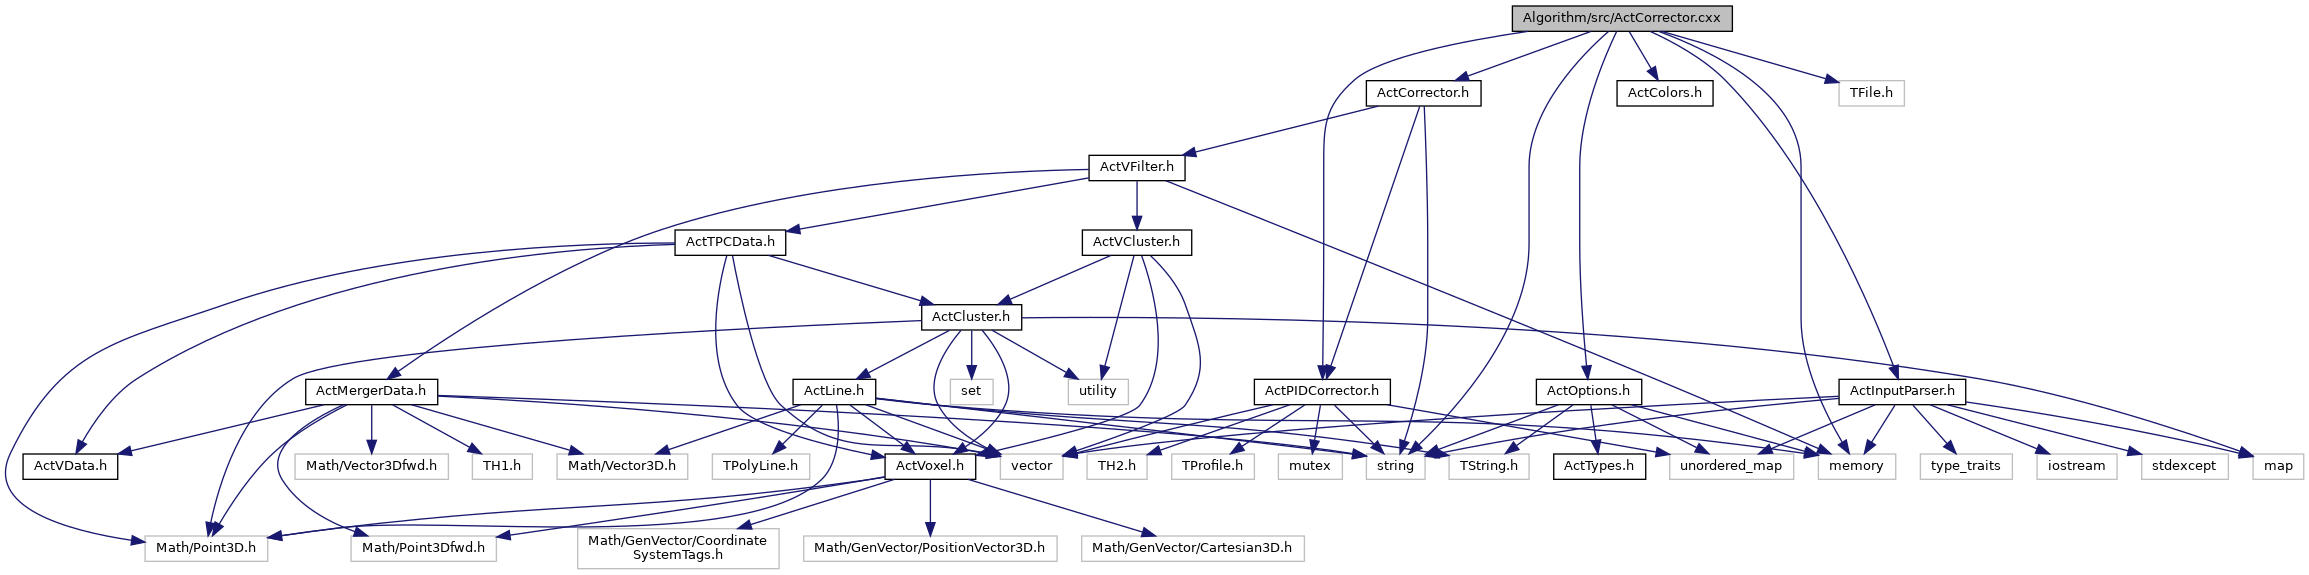 Algorithm/src/ActCorrector.cxx
ActCorrector.h
ActColors.h
TFile.h
ActVFilter.h
ActTPCData.h
ActVCluster.h
ActCluster.h
ActMergerData.h
ActLine.h
set
utility
ActPIDCorrector.h
ActOptions.h
ActInputParser.h
ActVData.h
Math/Vector3Dfwd.h
TH1.h
Math/Vector3D.h
TPolyLine.h
ActVoxel.h
vector
TH2.h
TProfile.h
mutex
string
TString.h
ActTypes.h
unordered_map
memory
type_traits
iostream
stdexcept
map
Math/Point3D.h
Math/Point3Dfwd.h
Math/GenVector/Coordinate
SystemTags.h
Math/GenVector/PositionVector3D.h
Math/GenVector/Cartesian3D.h